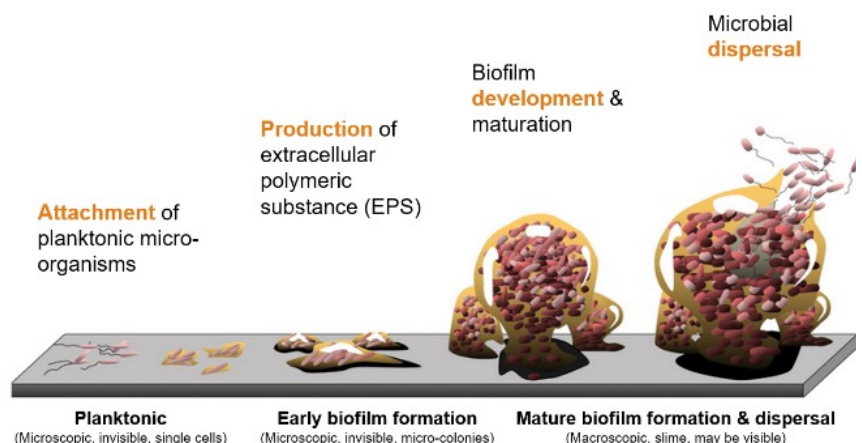 Attachment of
planktonic micro-
organisms
Production of
extracellular
polymeric
substance (EPS)
Biofilm
development &
maturation
Microbial
dispersal
Planktonic
(Microscopic, invisible, single cells)
Early biofilm formation
(Microscopic, invisible, micro-colonies)
Mature biofilm formation & dispersal
(Macroscopic, slime, may be visible)